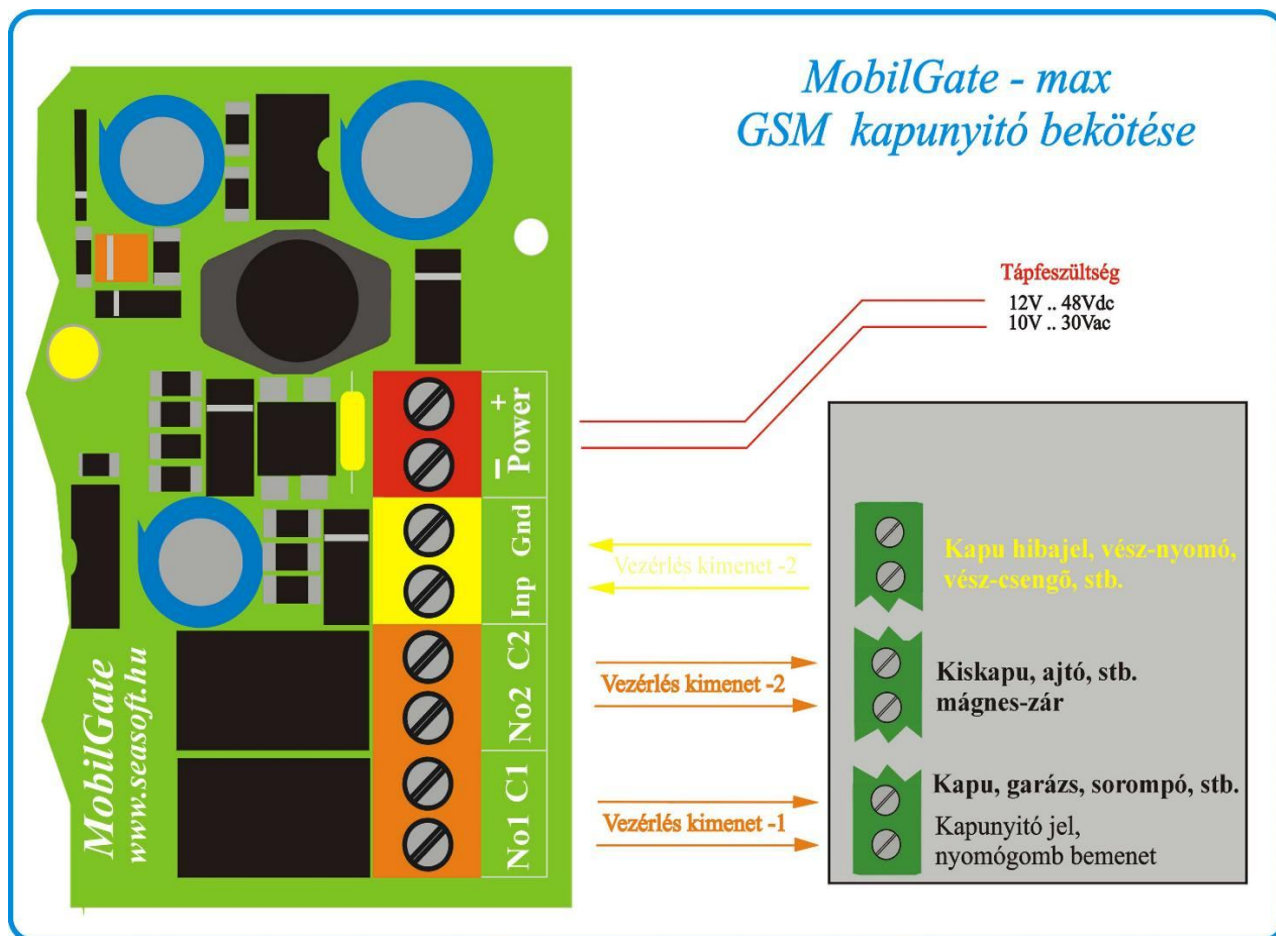 MobilGate - max
GSM kapunyitó bekötése
Tápfeszültség
12V .. 48Vdc
10V .. 30Vac
+
Power
–
Gnd
Inp
C2
No2
C1
No1
MobilGate
www.seasoft.hu
Vezérlés kimenet -2
Vezérlés kimenet -2
Vezérlés kimenet -1
Kapu hibajel, vész-nyomó,
vész-csengõ, stb.
Kiskapu, ajtó, stb.
mágnes-zár
Kapu, garázs, sorompó, stb.
Kapunyitó jel,
nyomógomb bemenet